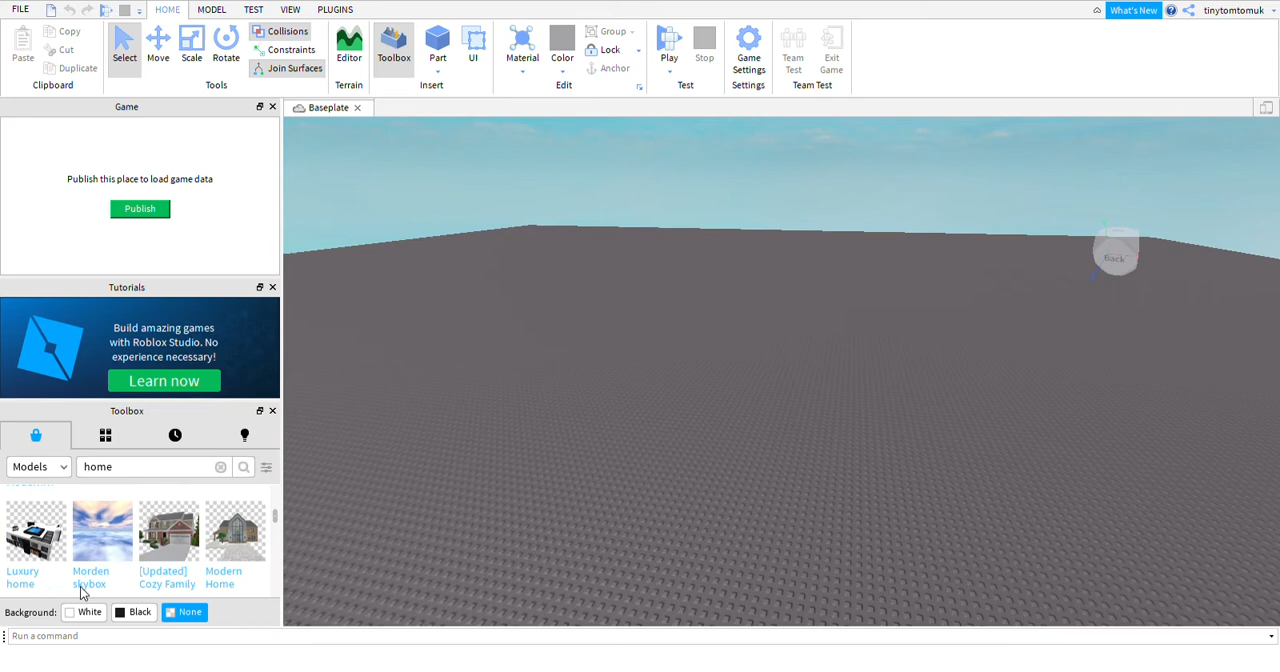 FILE HOME MODEL TEST VIEW PLUGINS What's New tinytomtomuk
Paste Copy Cut Duplicate Select Move Scale Rotate Collisions Constraints Join Surfaces Editor Toolbox Part UI Material Color Group Lock Anchor Play Stop Game Settings Team Test Exit Game
Clipboard Tools Terrain Insert Edit Test Settings Team Test
Game
Baseplate
Publish this place to load game data
Publish
Back
Tutorials
Build amazing games
with Roblox Studio. No
experience necessary!
Learn now
Toolbox
Models home
Luxury home
Morden skybox
[Updated] Cozy Family
Modern Home
Background: White Black None
Run a command